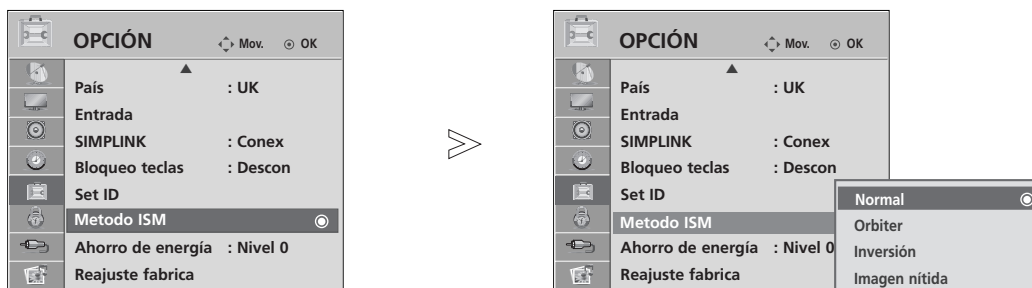 OPCIÓN Mov. OK
País : UK
Entrada
SIMPLINK : Conex
Bloqueo teclas : Descon
Set ID
Metodo ISM
Ahorro de energía : Nivel 0
Reajuste fabrica
OPCIÓN Mov. OK
País : UK
Entrada
SIMPLINK : Conex
Bloqueo teclas : Descon
Set ID
Metodo ISM
Ahorro de energía : Nivel 0
Reajuste fabrica
Normal
Orbiter
Inversión
Imagen nítida